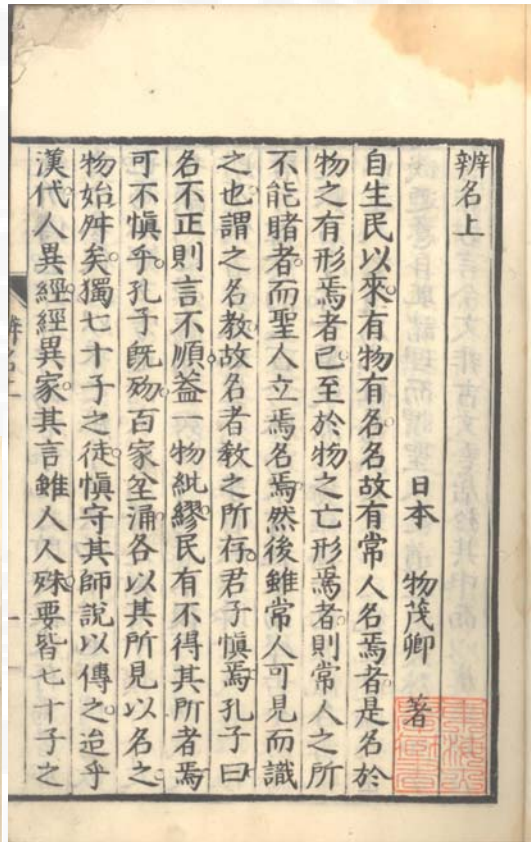 辨名上
日本　物茂卿　著
自生民以來。有物有名。名故有常人名焉者。是名於
物之有形焉者已。至於物之亡形焉者。則常人之所
不能睹者。而聖人立焉名焉。然後雖常人可見而識
之也。謂之名教。故名者教之所存。君子慎焉。孔子曰
名不正則言不順。蓋一物紕繆。民有不得其所者焉
可不慎乎。孔子既歿。百家坌涌。各以其所見以名之。
物始舛矣。獨七十子之徒。慎守其師說以傳之。迨乎
漢代人異經。經異家。其言雖人人殊。要皆七十子之